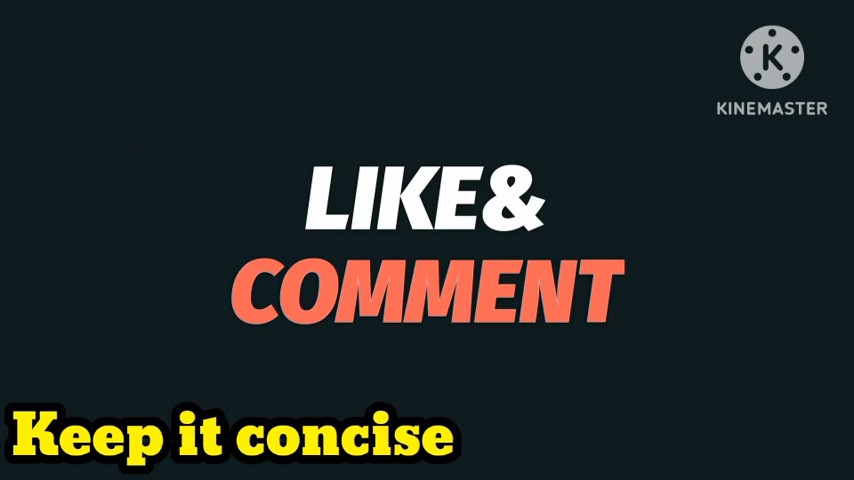 K
KINEMASTER
LIKE&
COMMENT
Keep it concise